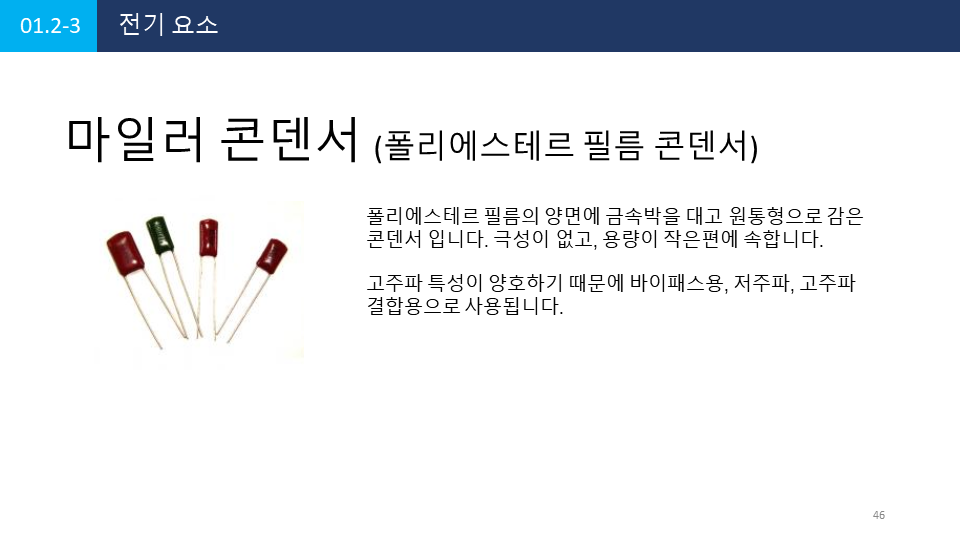 01.2-3 전기 요소
마일러 콘덴서 (폴리에스테르 필름 콘덴서)
폴리에스테르 필름의 양면에 금속박을 대고 원통형으로 감은
콘덴서 입니다. 극성이 없고, 용량이 작은편에 속합니다.
고주파 특성이 양호하기 때문에 바이패스용, 저주파, 고주파
결합용으로 사용됩니다.
46